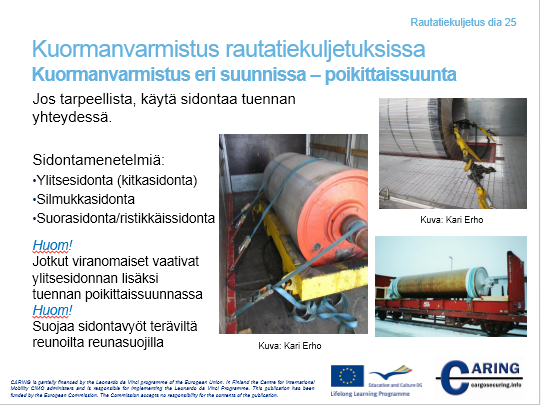 Rautatiekuljetus dia 25
Kuormanvarmistus rautatiekuljetuksissa
Kuormanvarmistus eri suunnissa – poikittaissuunta
Jos tarpeellista, käytä sidontaa tuennan
yhteydessä.
Sidontamenetelmiä:
•Ylitsesidonta (kitkasidonta)
•Silmukkasidonta
•Suorasidonta/ristikkäissidonta
Huom!
Jotkut viranomaiset vaativat
ylitsesidonnan lisäksi
tuennan poikittaissuunnassa
Huom!
Suojaa sidontavyöt teräviltä
reunoilta reunasuojilla
Kuva: Kari Erho
Kuva: Kari Erho
CARING is partially financed by the Leonardo da Vinci programme of the European Union. In Finland the Centre for International
Mobility CIMO administers and is responsible for implementing the Leonardo da Vinci Programme. This publication has been
funded by the European Commission. The Commission accepts no responsibility for the contents of the publication.
Education and Culture DG
Lifelong Learning Programme
CARING
cargosecuring.info